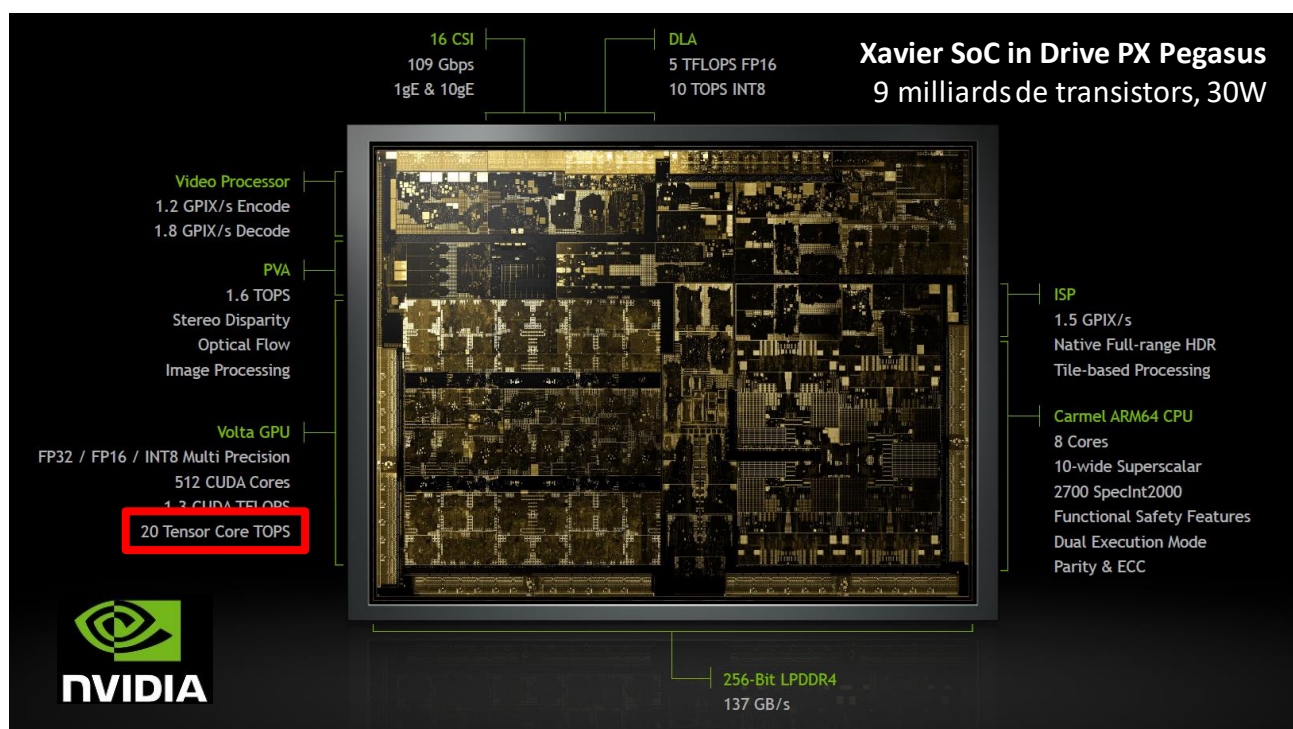 Xavier SoC in Drive PX Pegasus
9 milliards de transistors, 30W
16 CSI
109 Gbps
1gE & 10gE
DLA
5 TFLOPS FP16
10 TOPS INT8
Video Processor
1.2 GPIX/s Encode
1.8 GPIX/s Decode
PVA
1.6 TOPS
Stereo Disparity
Optical Flow
Image Processing
Volta GPU
FP32 / FP16 / INT8 Multi Precision
512 CUDA Cores
1.3 CUDA TFLOPS
20 Tensor Core TOPS
ISP
1.5 GPIX/s
Native Full-range HDR
Tile-based Processing
Carmel ARM64 CPU
8 Cores
10-wide Superscalar
2700 SpecInt2000
Functional Safety Features
Dual Execution Mode
Parity & ECC
256-Bit LPDDR4
137 GB/s
NVIDIA